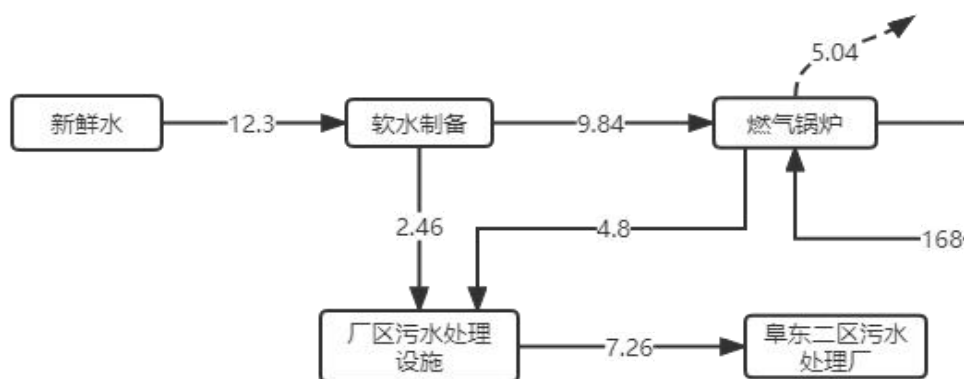 5.04
新鲜水
12.3
软水制备
9.84
燃气锅炉
2.46
4.8
168
厂区污水处理
设施
7.26
阜东二区污水
处理厂